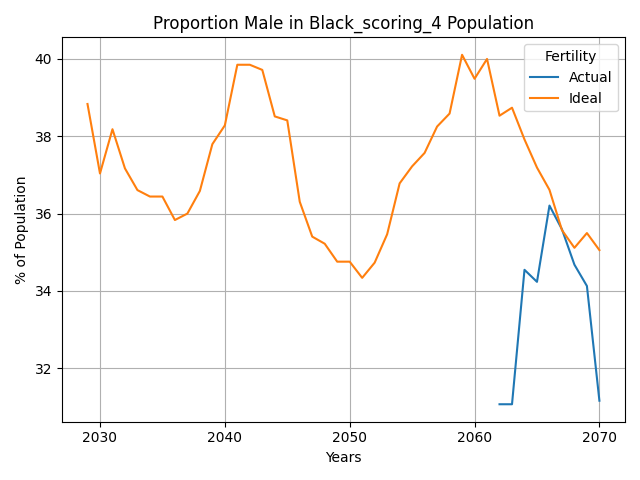 Proportion Male in Black_scoring_4 Population
Fertility
Actual
Ideal
% of Population
40
38
36
34
32
2030 2040 2050 2060 2070
Years